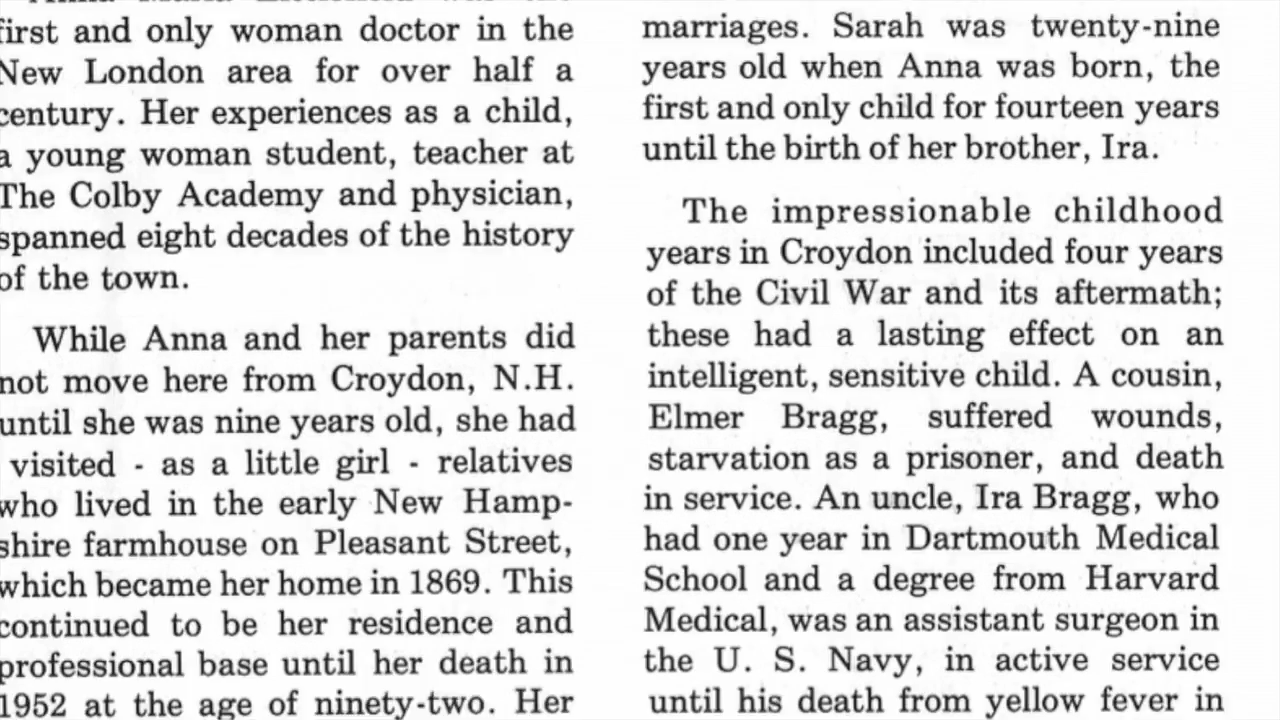 first and only woman doctor in the
New London area for over half a
century. Her experiences as a child,
a young woman student, teacher at
The Colby Academy and physician,
spanned eight decades of the history
of the town.
While Anna and her parents did
not move here from Croydon, N.H.
until she was nine years old, she had
visited - as a little girl - relatives
who lived in the early New Hamp-
shire farmhouse on Pleasant Street,
which became her home in 1869. This
continued to be her residence and
professional base until her death in
1952 at the age of ninety-two. Her
marriages. Sarah was twenty-nine
years old when Anna was born, the
first and only child for fourteen years
until the birth of her brother, Ira.
The impressionable childhood
years in Croydon included four years
of the Civil War and its aftermath;
these had a lasting effect on an
intelligent, sensitive child. A cousin,
Elmer Bragg, suffered wounds,
starvation as a prisoner, and death
in service. An uncle, Ira Bragg, who
had one year in Dartmouth Medical
School and a degree from Harvard
Medical, was an assistant surgeon in
the U. S. Navy, in active service
until his death from yellow fever in